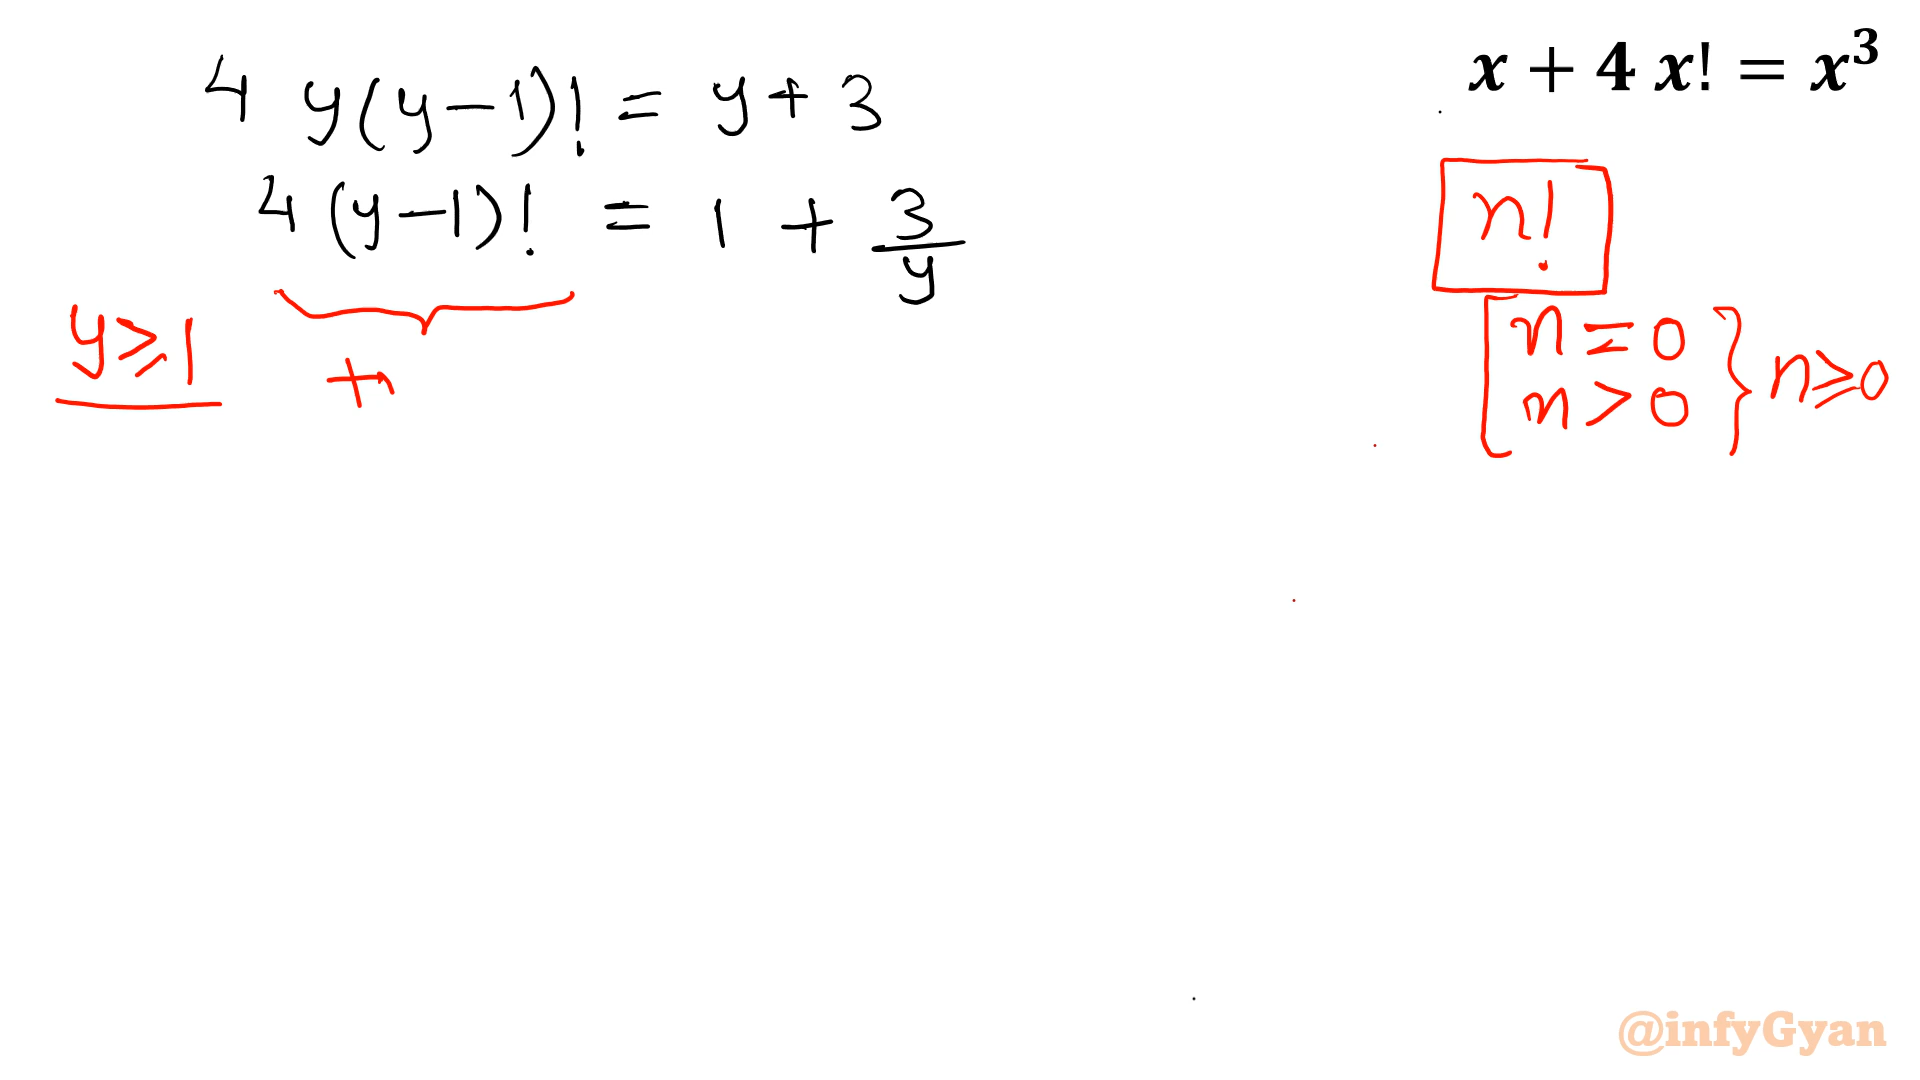 x + 4 x! = x³
4 y(y-1)! = y+3
4(y-1)! = 1 + 3/y
y≥1
+
n!
n=0
n>0
n≥0
@infyGyan